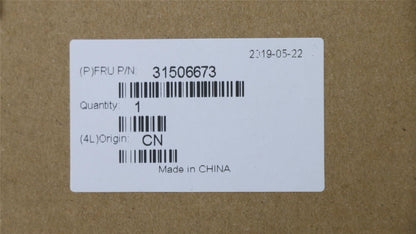 2019-05-22
(P)FRU P/N: 31506673
Quantity 1
(4L)Origin: CN
Made in CHINA